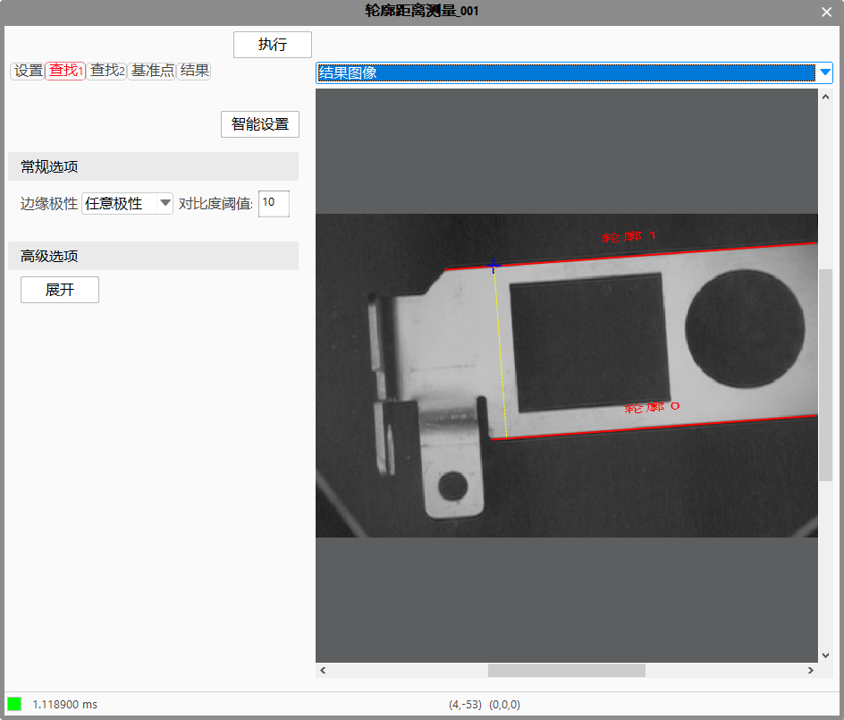 轮廓距离测量_001
执行
设置 查找1 查找2 基准点 结果
结果图像
智能设置
常规选项
边缘极性 任意极性 对比度阈值: 10
高级选项
展开
轮廓 1
轮廓 0
1.118900 ms (4,-53) (0,0,0)